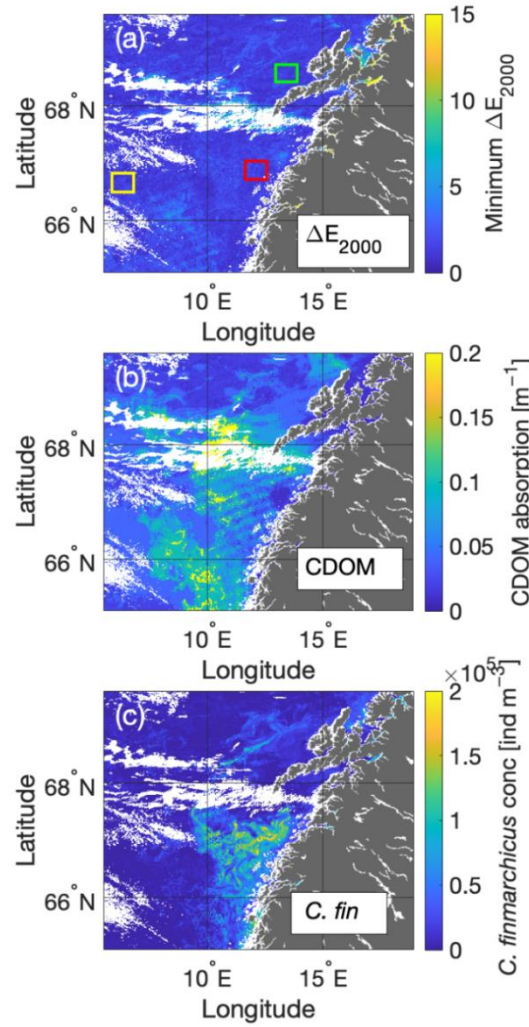 (a)
68°N
66°N
Latitude
10°E
15°E
Longitude
ΔE2000
15
10
5
0
Minimum ΔE2000
(b)
68°N
66°N
Latitude
10°E
15°E
Longitude
CDOM
0.2
0.15
0.1
0.05
0
CDOM absorption [m−1]
(c)
68°N
66°N
Latitude
10°E
15°E
Longitude
C. fin
×10^5
2
1.5
1
0.5
0
C. finmarchicus conc [ind m−3]